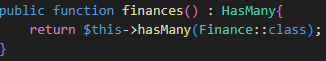 public function finances() : HasMany{
    return $this->hasMany(Finance::class);
}